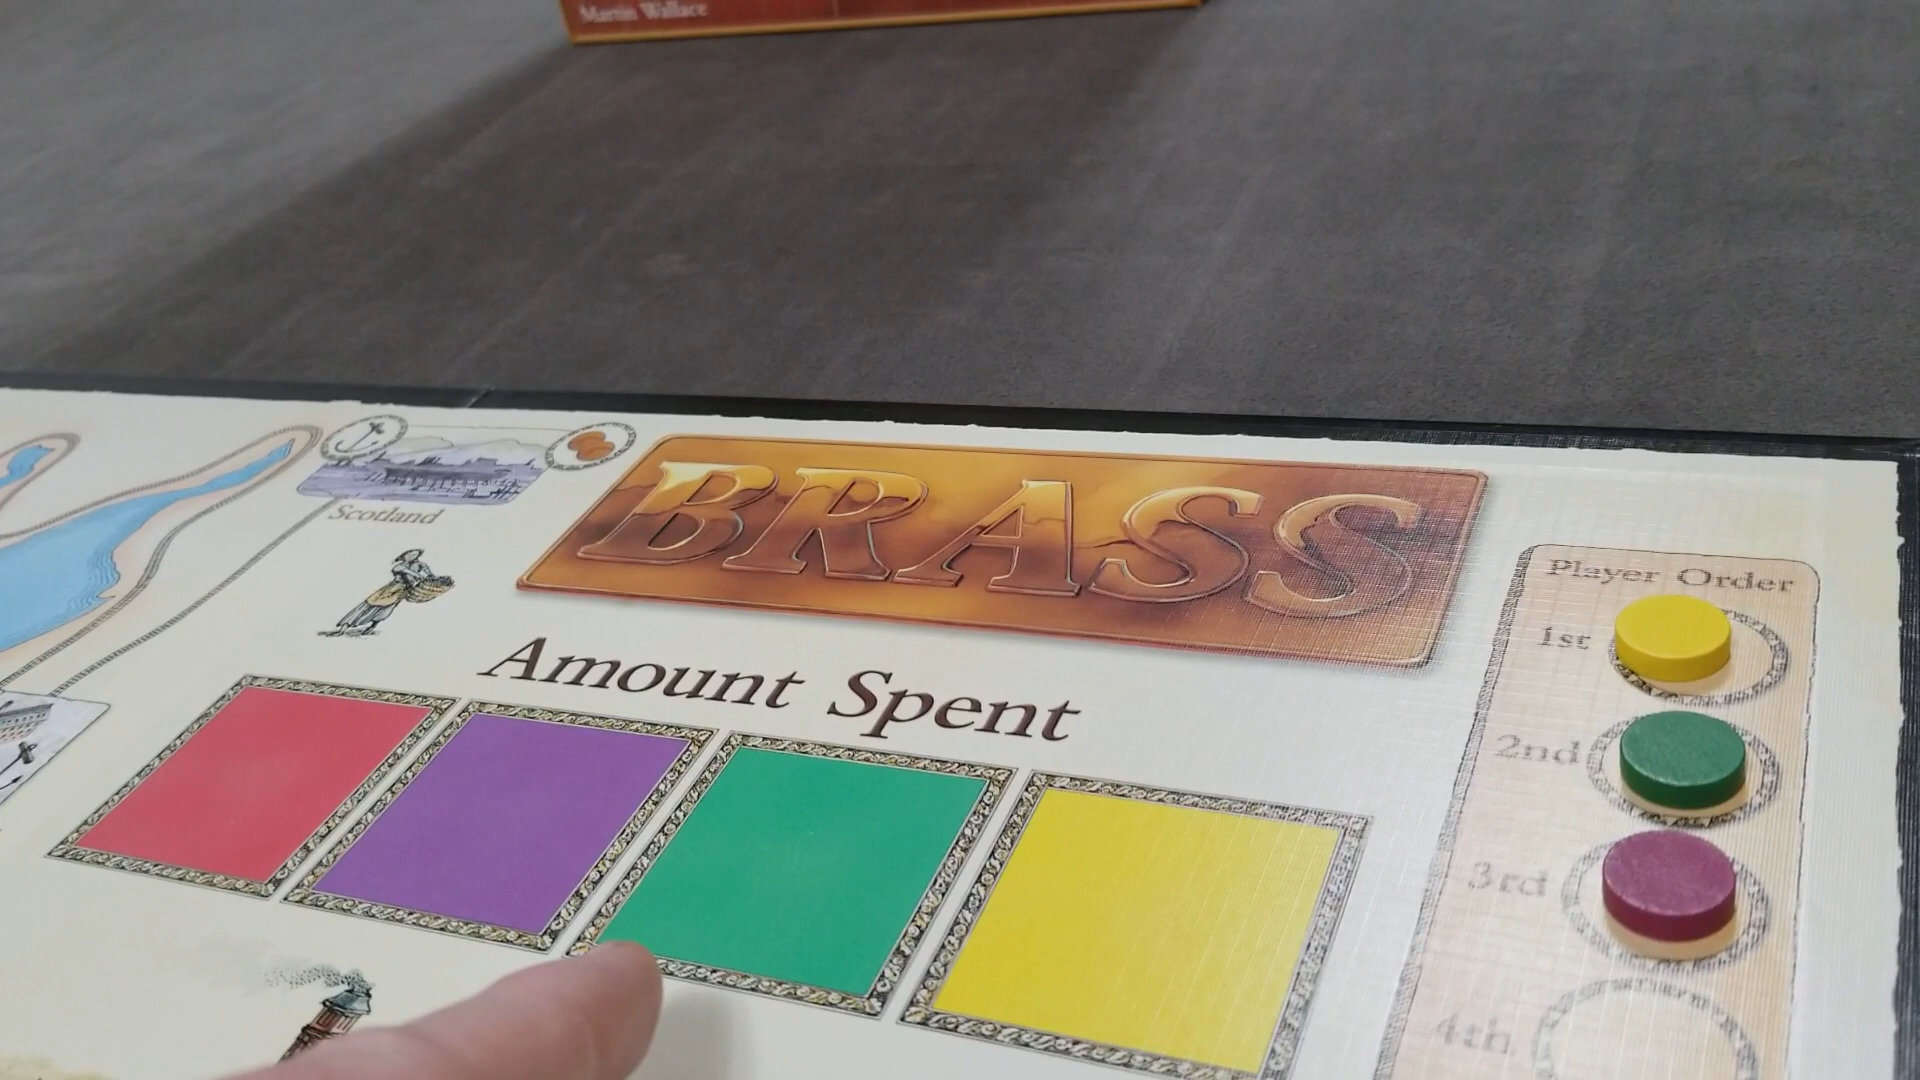 Martin Wallace
Scotland
BRASS
Amount Spent
Player Order
1st
2nd
3rd
4th